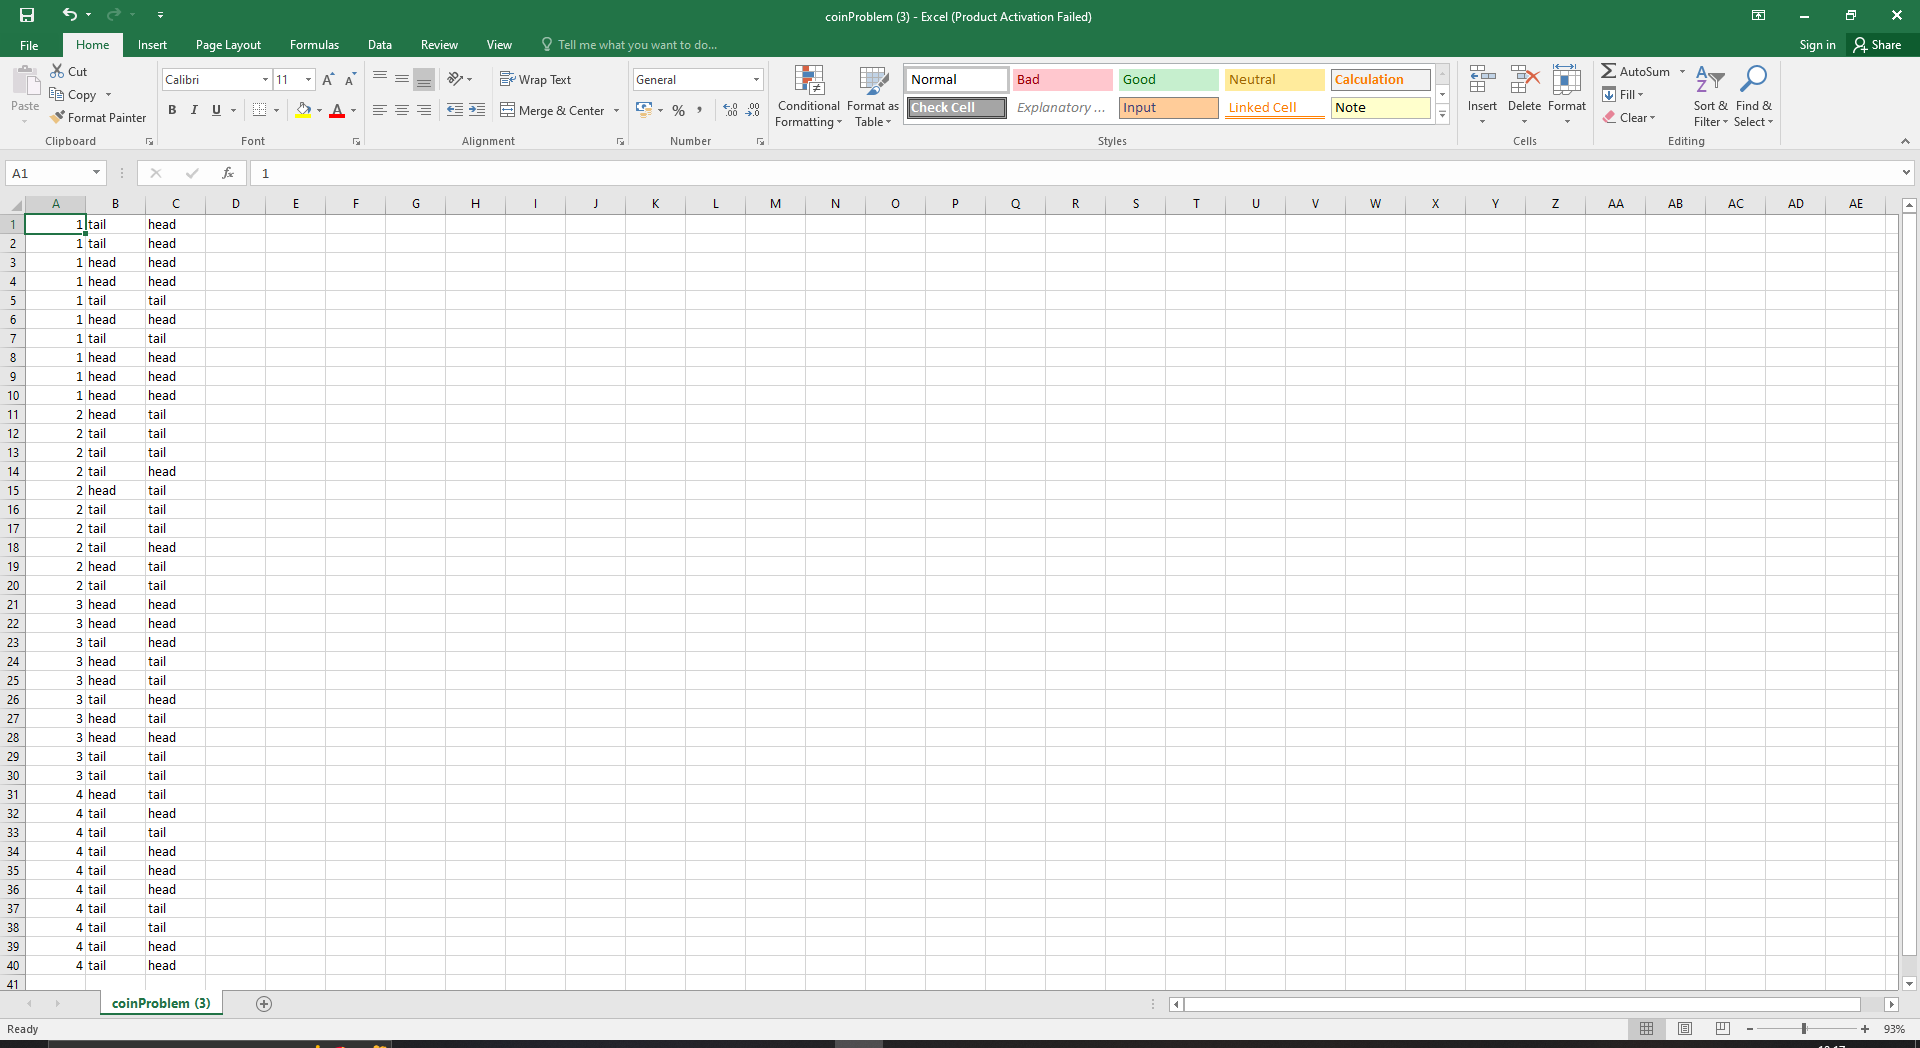 coinProblem (3) - Excel (Product Activation Failed)
File Home Insert Page Layout Formulas Data Review View Tell me what you want to do... Sign in Share
Paste Cut Copy Format Painter Clipboard
Calibri 11 A A B I U A Font
Wrap Text Merge & Center Alignment
General % , Number
Conditional Formatting Format as Table
Normal Bad Good Neutral Calculation
Check Cell Explanatory ... Input Linked Cell Note
Styles
Insert Delete Format Cells
AutoSum Fill Clear Sort & Filter Find & Select Editing
A1 fx 1
A B C D E F G H I J K L M N O P Q R S T U V W X Y Z AA AB AC AD AE
1 1 tail head
2 1 tail head
3 1 head head
4 1 head head
5 1 tail tail
6 1 head head
7 1 tail tail
8 1 head head
9 1 head head
10 1 head head
11 2 head tail
12 2 tail tail
13 2 tail tail
14 2 tail head
15 2 head tail
16 2 tail tail
17 2 tail tail
18 2 tail head
19 2 head tail
20 2 tail tail
21 3 head head
22 3 head head
23 3 tail head
24 3 head tail
25 3 head tail
26 3 tail head
27 3 head tail
28 3 head head
29 3 tail tail
30 3 tail tail
31 4 head tail
32 4 tail head
33 4 tail tail
34 4 tail head
35 4 tail head
36 4 tail head
37 4 tail tail
38 4 tail tail
39 4 tail head
40 4 tail head
41
coinProblem (3)
Ready 93%